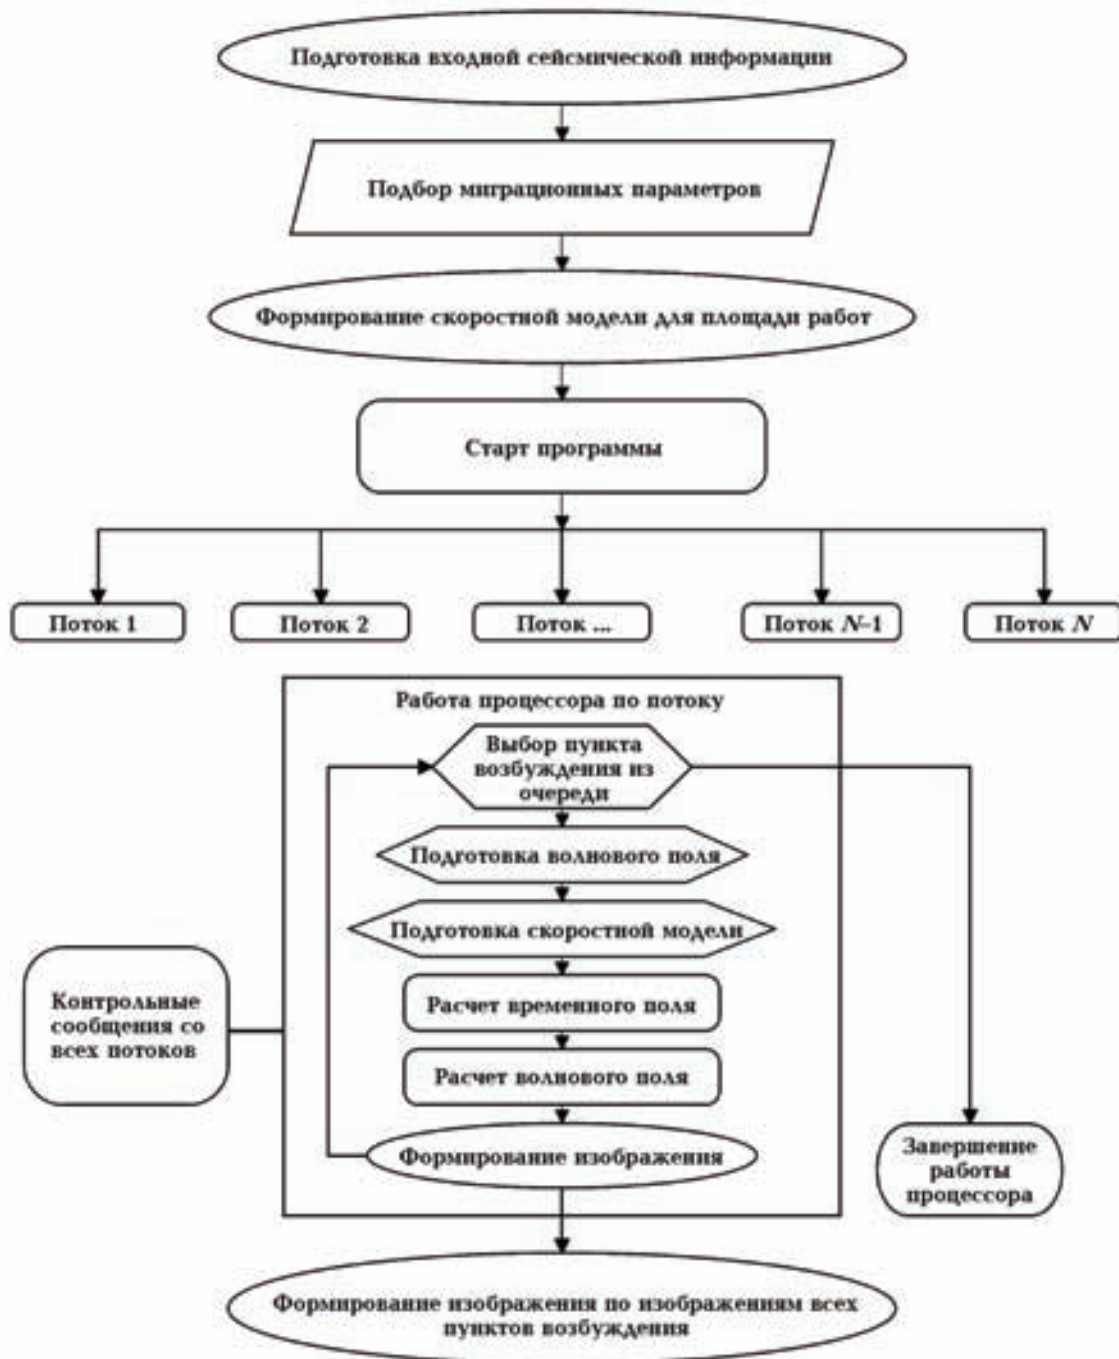 Подготовка входной сейсмической информации
Подбор миграционных параметров
Формирование скоростной модели для площади работ
Старт программы
Поток 1
Поток 2
Поток ...
Поток N–1
Поток N
Работа процессора по потоку
Выбор пункта
возбуждения из
очереди
Подготовка волнового поля
Подготовка скоростной модели
Расчет временного поля
Контрольные
сообщения со
всех потоков
Расчет волнового поля
Формирование изображения
Завершение
работы
процессора
Формирование изображения по изображениям всех
пунктов возбуждения